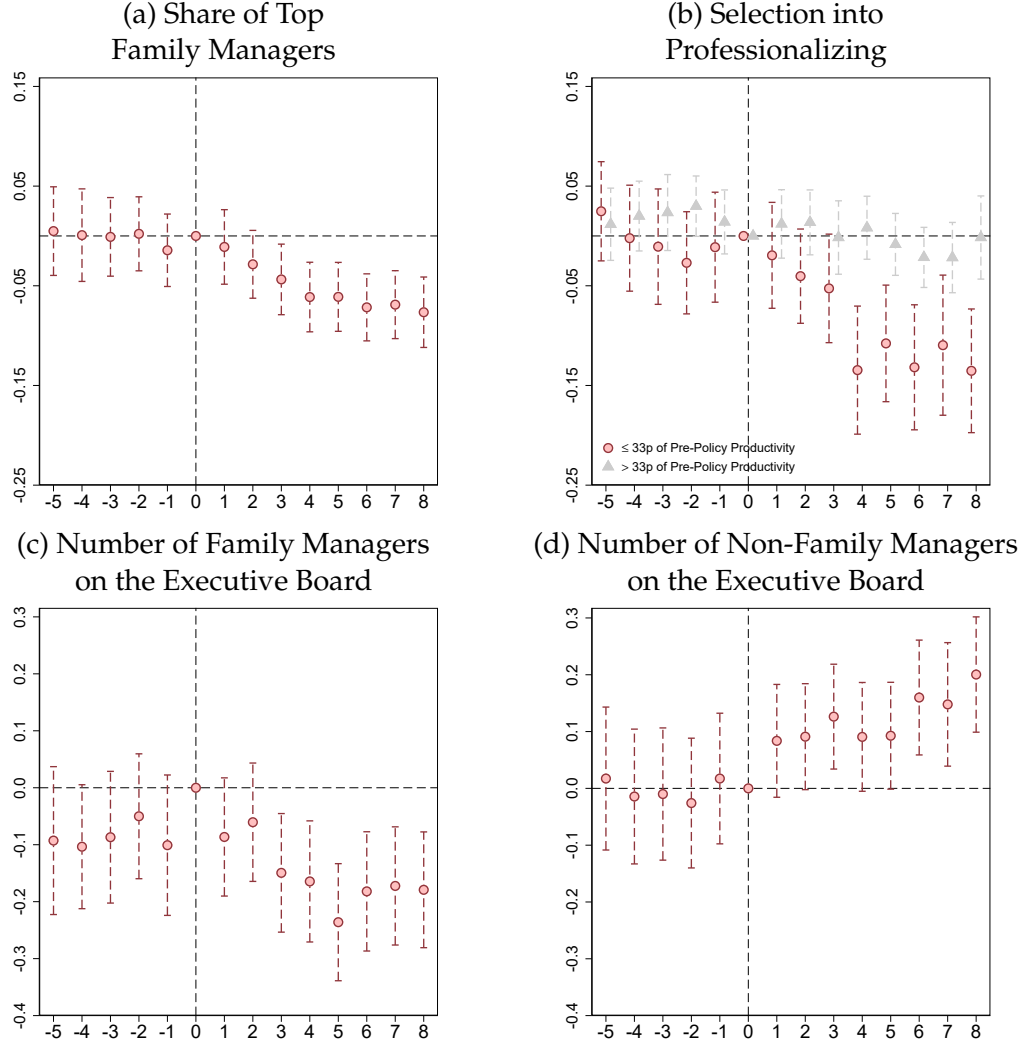 (a) Share of Top
Family Managers
0.15
0.05
-0.05
-0.15
-0.25
-5 -4 -3 -2 -1 0 1 2 3 4 5 6 7 8
(b) Selection into
Professionalizing
0.15
0.05
-0.05
-0.15
-0.25
≤ 33p of Pre-Policy Productivity
> 33p of Pre-Policy Productivity
-5 -4 -3 -2 -1 0 1 2 3 4 5 6 7 8
(c) Number of Family Managers
on the Executive Board
0.3
0.2
0.1
0.0
-0.1
-0.2
-0.3
-0.4
-5 -4 -3 -2 -1 0 1 2 3 4 5 6 7 8
(d) Number of Non-Family Managers
on the Executive Board
0.3
0.2
0.1
0.0
-0.1
-0.2
-0.3
-0.4
-5 -4 -3 -2 -1 0 1 2 3 4 5 6 7 8